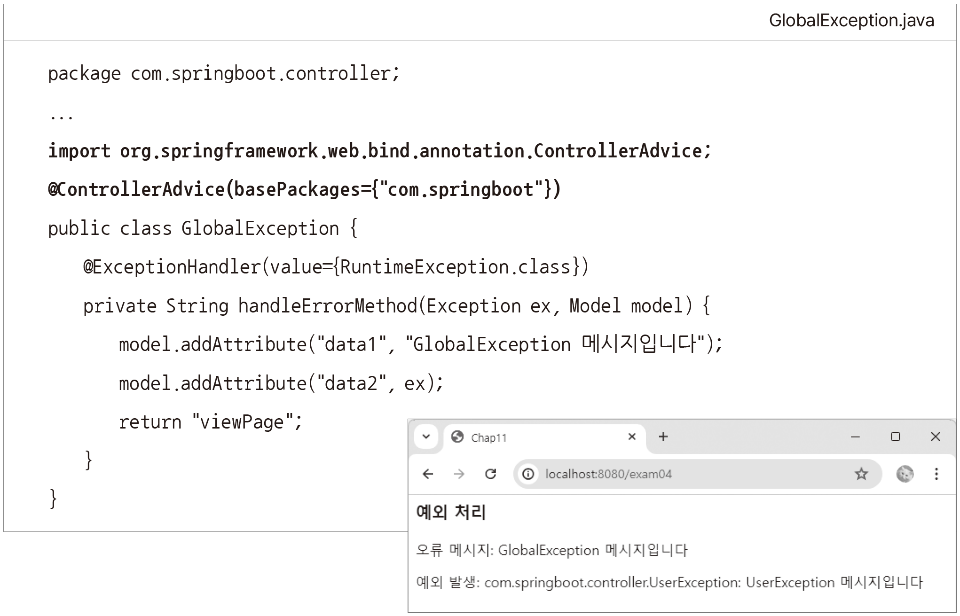 GlobalException.java
package com.springboot.controller;
...
import org.springframework.web.bind.annotation.ControllerAdvice;
@ControllerAdvice(basePackages={"com.springboot"})
public class GlobalException {
@ExceptionHandler(value={RuntimeException.class})
private String handleErrorMethod(Exception ex, Model model) {
model.addAttribute("data1", "GlobalException 메시지입니다");
model.addAttribute("data2", ex);
return "viewPage";
}
}
Chap11
localhost:8080/exam04
예외 처리
오류 메시지: GlobalException 메시지입니다
예외 발생: com.springboot.controller.UserException: UserException 메시지입니다